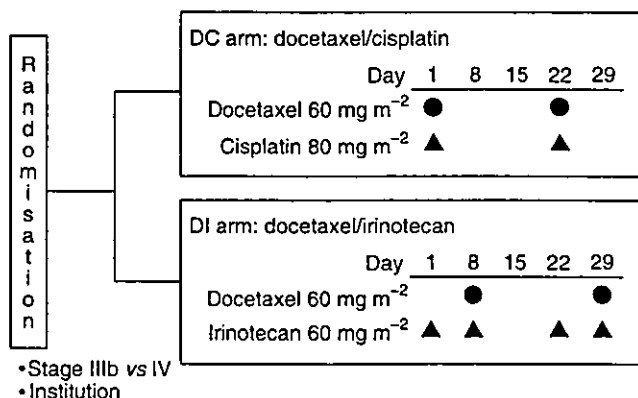 Randomisation
DC arm: docetaxel/cisplatin
Day 1 8 15 22 29
Docetaxel 60 mg m⁻²
Cisplatin 80 mg m⁻²
DI arm: docetaxel/irinotecan
Day 1 8 15 22 29
Docetaxel 60 mg m⁻²
Irinotecan 60 mg m⁻²
•Stage IIIb vs IV
•Institution